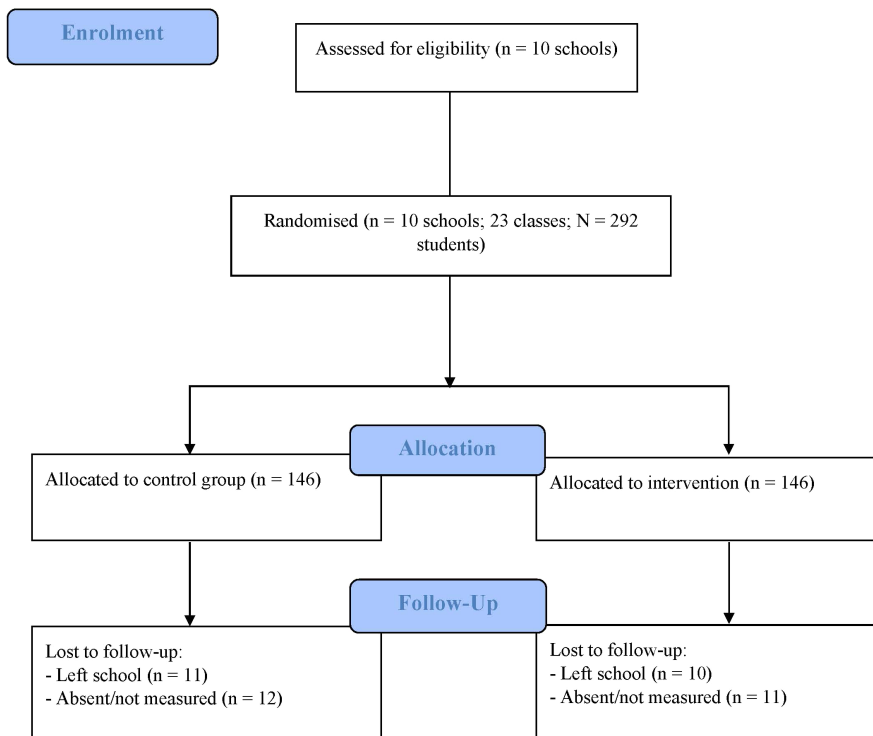 Enrolment
Assessed for eligibility (n = 10 schools)
Randomised (n = 10 schools; 23 classes; N = 292
students)
Allocation
Allocated to control group (n = 146)
Allocated to intervention (n = 146)
Follow-Up
Lost to follow-up:
- Left school (n = 11)
- Absent/not measured (n = 12)
Lost to follow-up:
- Left school (n = 10)
- Absent/not measured (n = 11)